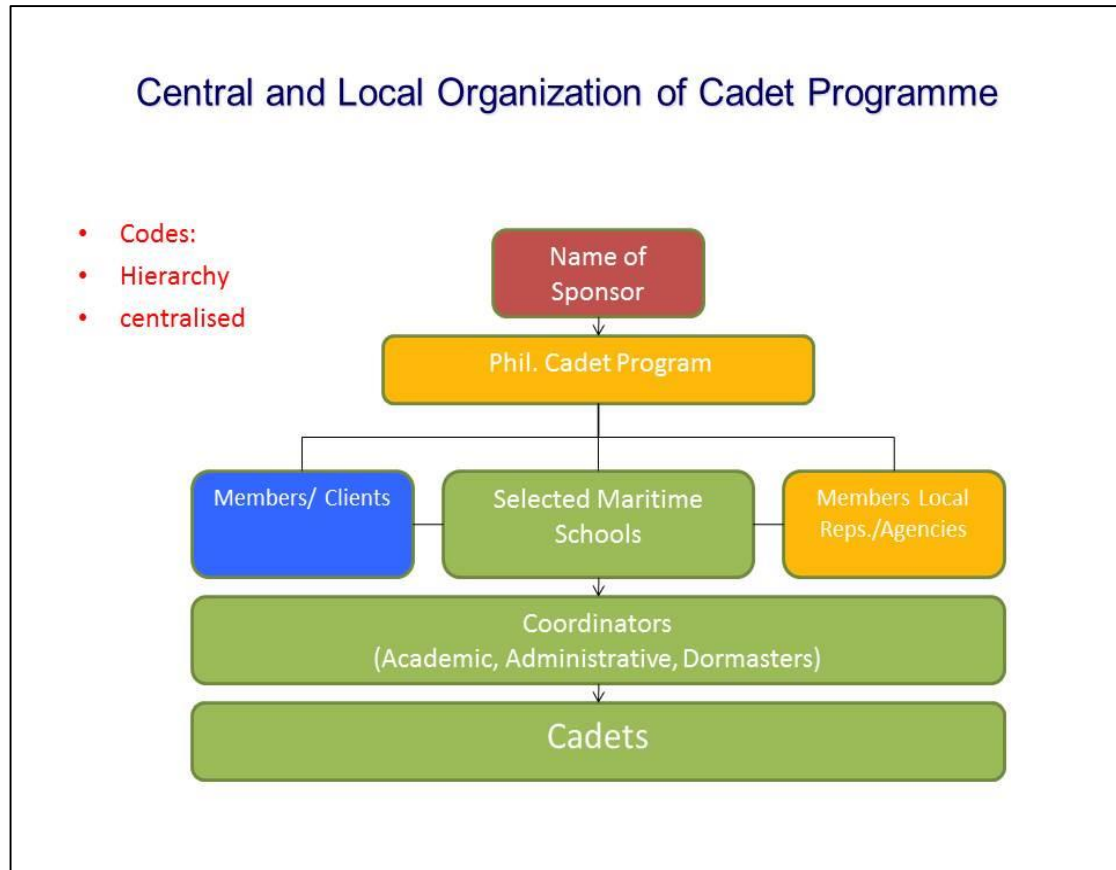 Central and Local Organization of Cadet Programme
• Codes:
• Hierarchy
• centralised
Name of
Sponsor
Phil. Cadet Program
Members/ Clients
Selected Maritime
Schools
Members Local
Reps./Agencies
Coordinators
(Academic, Administrative, Dormasters)
Cadets